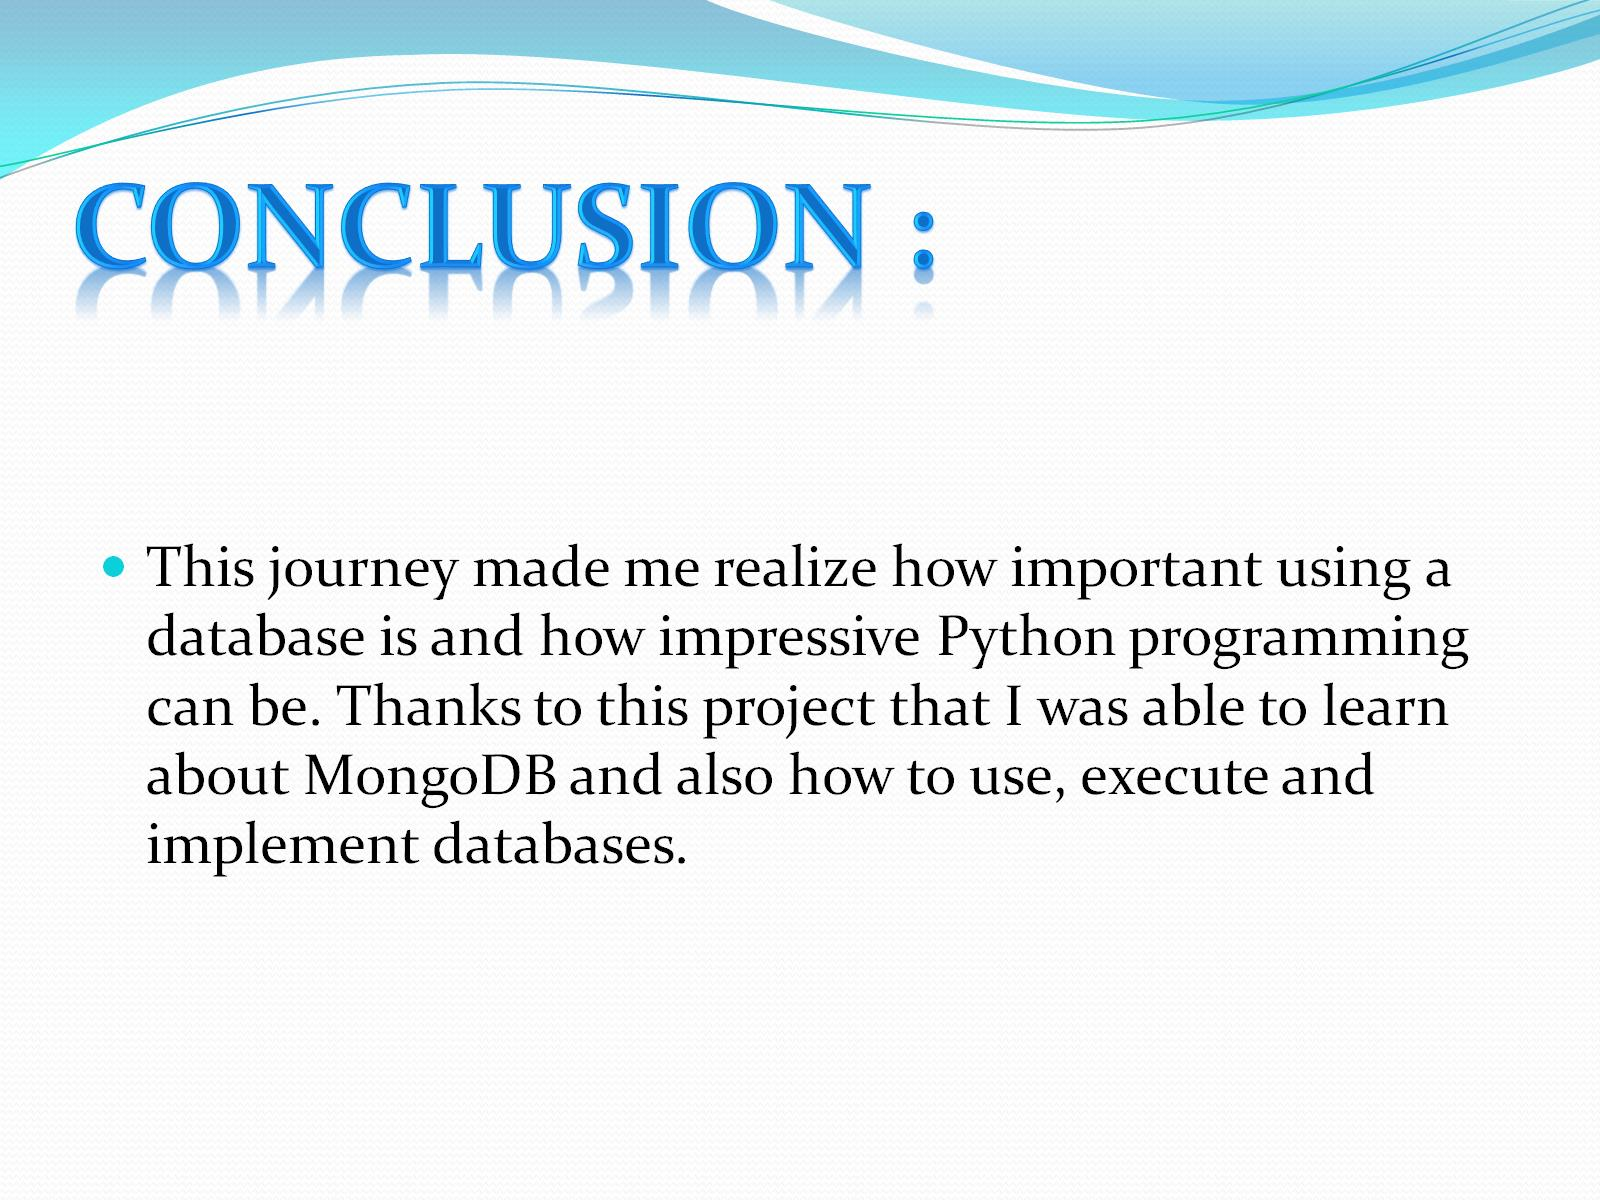 CONCLUSION :
This journey made me realize how important using a
database is and how impressive Python programming
can be. Thanks to this project that I was able to learn
about MongoDB and also how to use, execute and
implement databases.